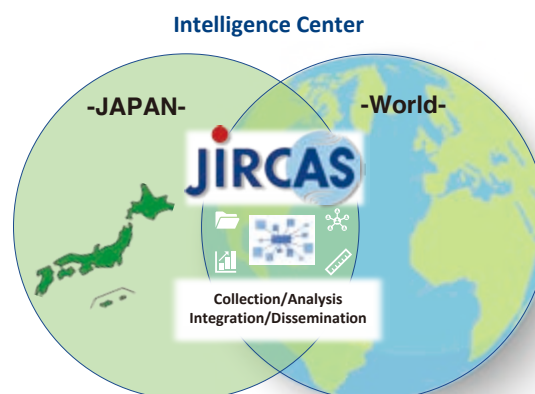 Intelligence Center
-JAPAN-
-World-
JIRCAS
Collection/Analysis
Integration/Dissemination